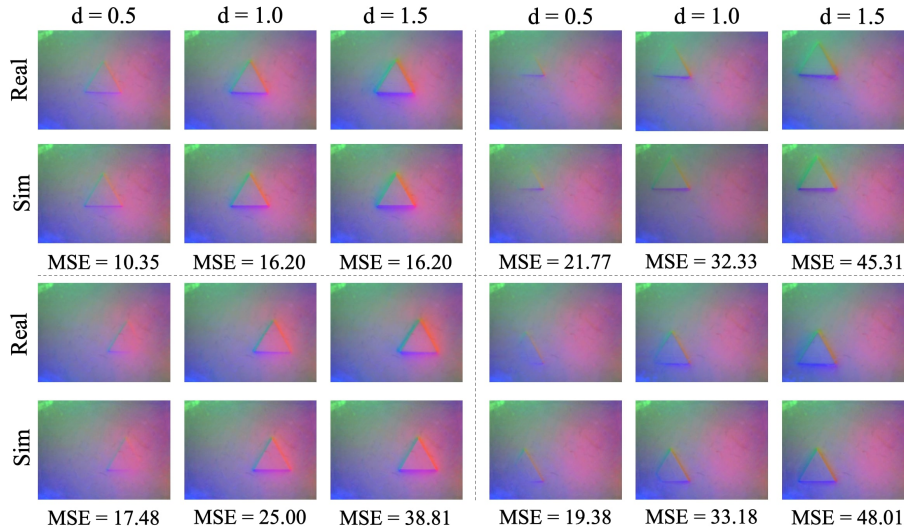 d = 0.5 d = 1.0 d = 1.5 d = 0.5 d = 1.0 d = 1.5
Real
Sim
MSE = 10.35 MSE = 16.20 MSE = 16.20 MSE = 21.77 MSE = 32.33 MSE = 45.31
Real
Sim
MSE = 17.48 MSE = 25.00 MSE = 38.81 MSE = 19.38 MSE = 33.18 MSE = 48.01